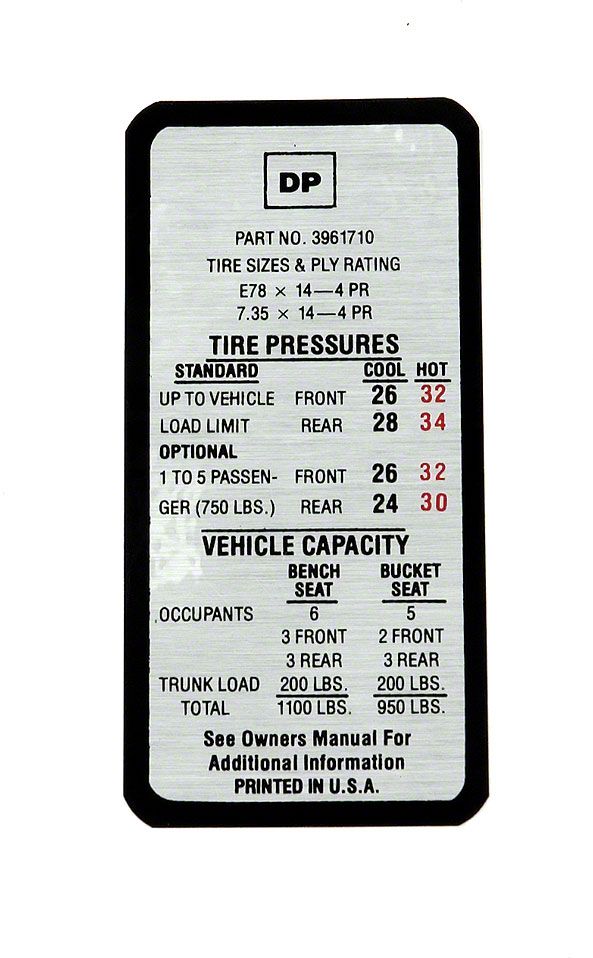 DP
PART NO. 3961710
TIRE SIZES & PLY RATING
E78 × 14—4 PR
7.35 × 14—4 PR
TIRE PRESSURES
STANDARD COOL HOT
UP TO VEHICLE FRONT 26 32
LOAD LIMIT REAR 28 34
OPTIONAL
1 TO 5 PASSEN- FRONT 26 32
GER (750 LBS.) REAR 24 30
VEHICLE CAPACITY
BENCH BUCKET
SEAT SEAT
OCCUPANTS 6 5
3 FRONT 2 FRONT
3 REAR 3 REAR
TRUNK LOAD 200 LBS. 200 LBS.
TOTAL 1100 LBS. 950 LBS.
See Owners Manual For
Additional Information
PRINTED IN U.S.A.